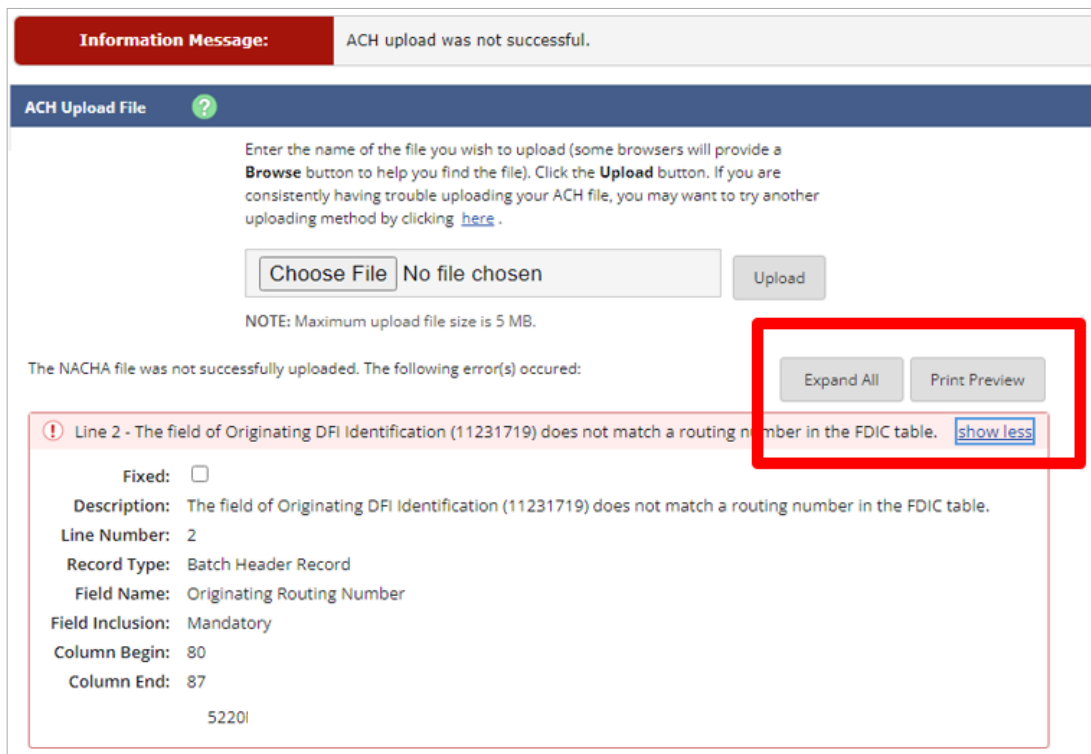 Information Message: ACH upload was not successful.
ACH Upload File ?
Enter the name of the file you wish to upload (some browsers will provide a
Browse button to help you find the file). Click the Upload button. If you are
consistently having trouble uploading your ACH file, you may want to try another
uploading method by clicking here .
Choose File No file chosen Upload
NOTE: Maximum upload file size is 5 MB.
The NACHA file was not successfully uploaded. The following error(s) occured: Expand All Print Preview
! Line 2 - The field of Originating DFI Identification (11231719) does not match a routing number in the FDIC table. show less
Fixed:
Description: The field of Originating DFI Identification (11231719) does not match a routing number in the FDIC table.
Line Number: 2
Record Type: Batch Header Record
Field Name: Originating Routing Number
Field Inclusion: Mandatory
Column Begin: 80
Column End: 87
5220